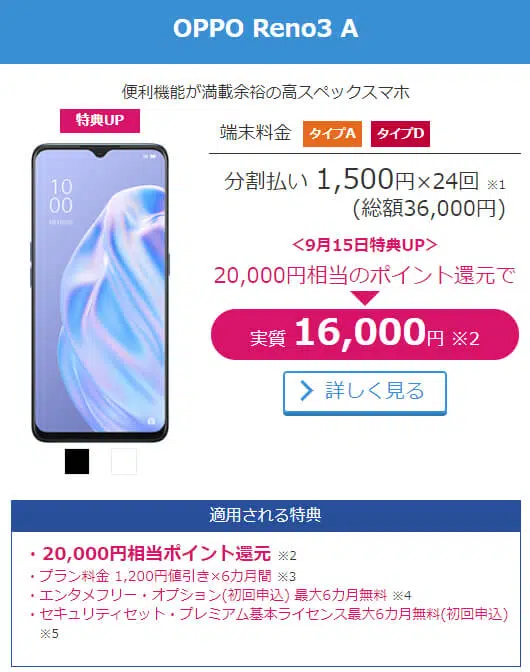 OPPO Reno3 A
便利機能が満載余裕の高スペックスマホ
特典UP
端末料金 タイプA タイプD
10
00
分割払い 1,500円×24回 ※1
(総額36,000円)
<9月15日特典UP>
20,000円相当のポイント還元で
実質 16,000円 ※2
詳しく見る
適用される特典
・20,000円相当ポイント還元 ※2
・プラン料金 1,200円値引き×6カ月間 ※3
・エンタメフリー・オプション(初回申込) 最大6カ月無料 ※4
・セキュリティセット・プレミアム基本ライセンス最大6カ月無料(初回申込)
※5